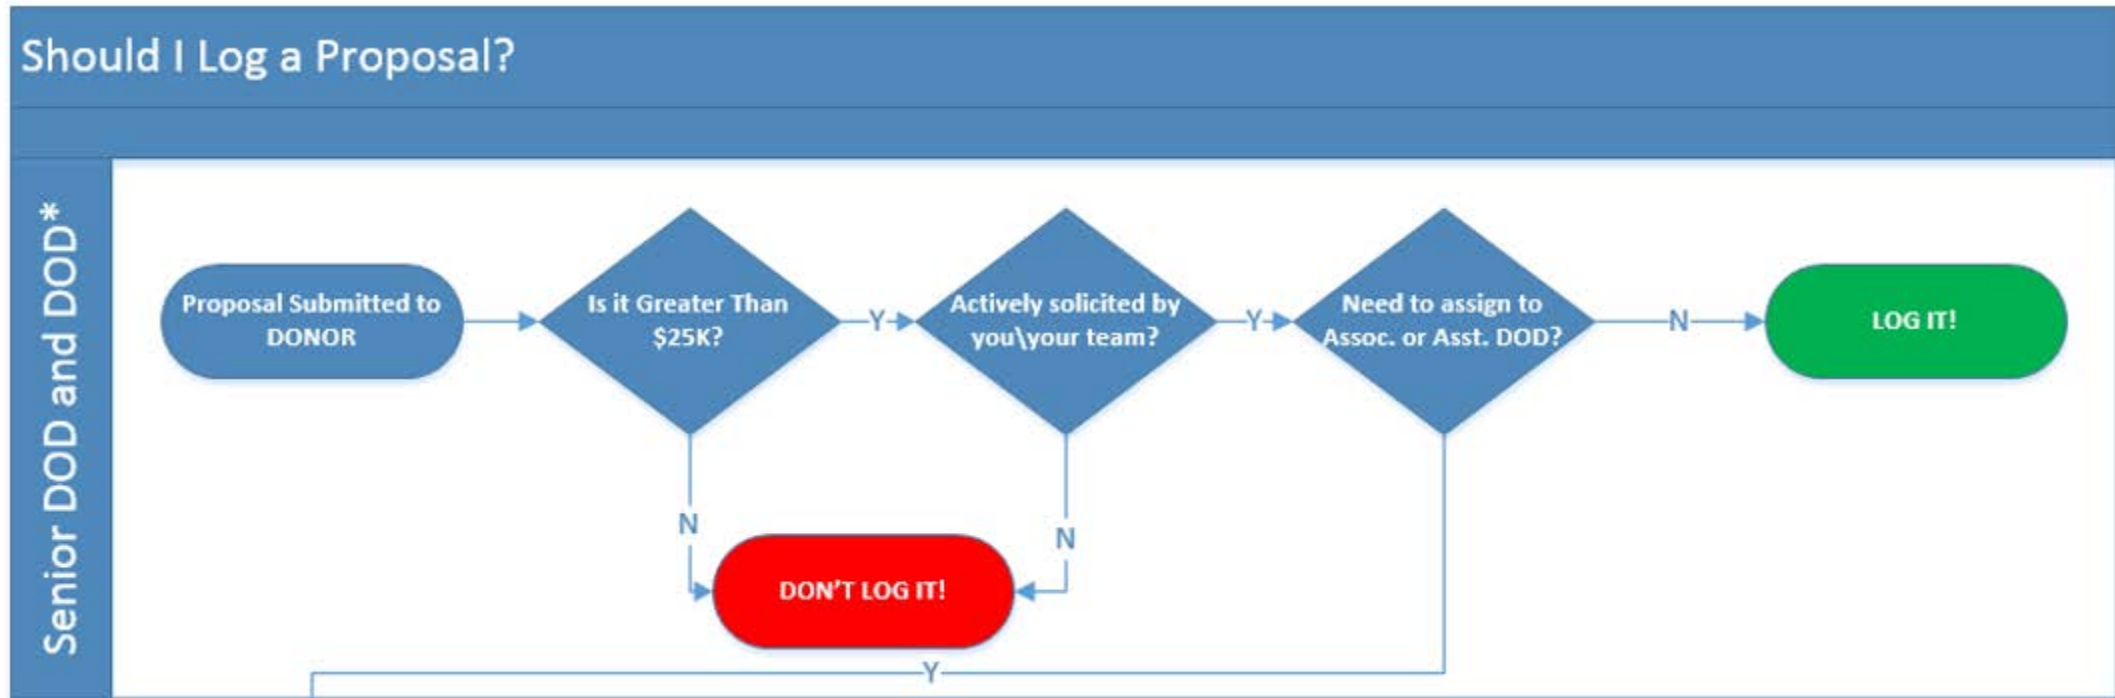 Should I Log a Proposal?
Senior DOD and DOD*
Proposal Submitted to
DONOR
Is it Greater Than
$25K?
Y
Actively solicited by
you\your team?
Y
Need to assign to
Assoc. or Asst. DOD?
N
LOG IT!
N
N
DON'T LOG IT!
Y